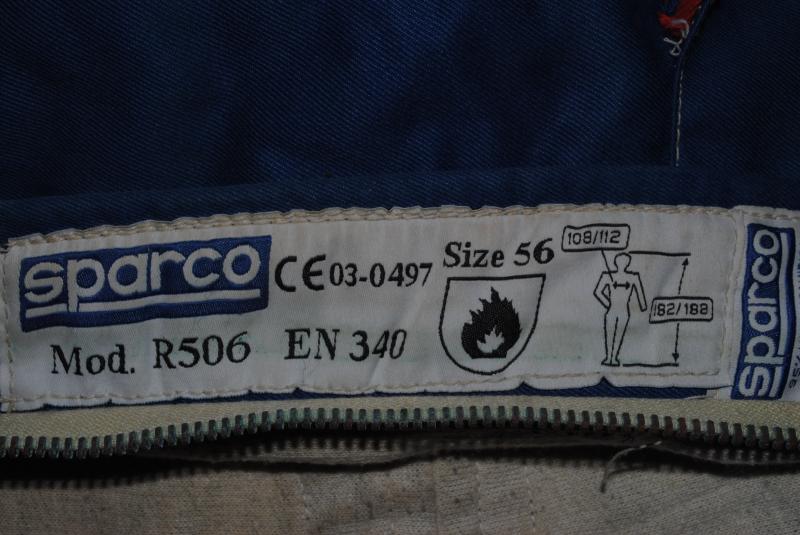 sparco
CE 03-0497
Size 56
108/112
182/188
Mod. R506
EN 340
sparco